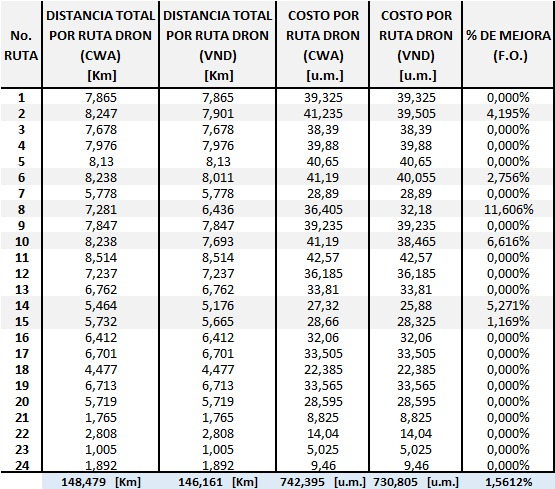 No. RUTA DISTANCIA TOTAL POR RUTA DRON (CWA) [Km] DISTANCIA TOTAL POR RUTA DRON (VND) [Km] COSTO POR RUTA DRON (CWA) [u.m.] COSTO POR RUTA DRON (VND) [u.m.] % DE MEJORA (F.O.)
1 7,865 7,865 39,325 39,325 0,000%
2 8,247 7,901 41,235 39,505 4,195%
3 7,678 7,678 38,39 38,39 0,000%
4 7,976 7,976 39,88 39,88 0,000%
5 8,13 8,13 40,65 40,65 0,000%
6 8,238 8,011 41,19 40,055 2,756%
7 5,778 5,778 28,89 28,89 0,000%
8 7,281 6,436 36,405 32,18 11,606%
9 7,847 7,847 39,235 39,235 0,000%
10 8,238 7,693 41,19 38,465 6,616%
11 8,514 8,514 42,57 42,57 0,000%
12 7,237 7,237 36,185 36,185 0,000%
13 6,762 6,762 33,81 33,81 0,000%
14 5,464 5,176 27,32 25,88 5,271%
15 5,732 5,665 28,66 28,325 1,169%
16 6,412 6,412 32,06 32,06 0,000%
17 6,701 6,701 33,505 33,505 0,000%
18 4,477 4,477 22,385 22,385 0,000%
19 6,713 6,713 33,565 33,565 0,000%
20 5,719 5,719 28,595 28,595 0,000%
21 1,765 1,765 8,825 8,825 0,000%
22 2,808 2,808 14,04 14,04 0,000%
23 1,005 1,005 5,025 5,025 0,000%
24 1,892 1,892 9,46 9,46 0,000%
148,479 [Km] 146,161 [Km] 742,395 [u.m.] 730,805 [u.m.] 1,5612%